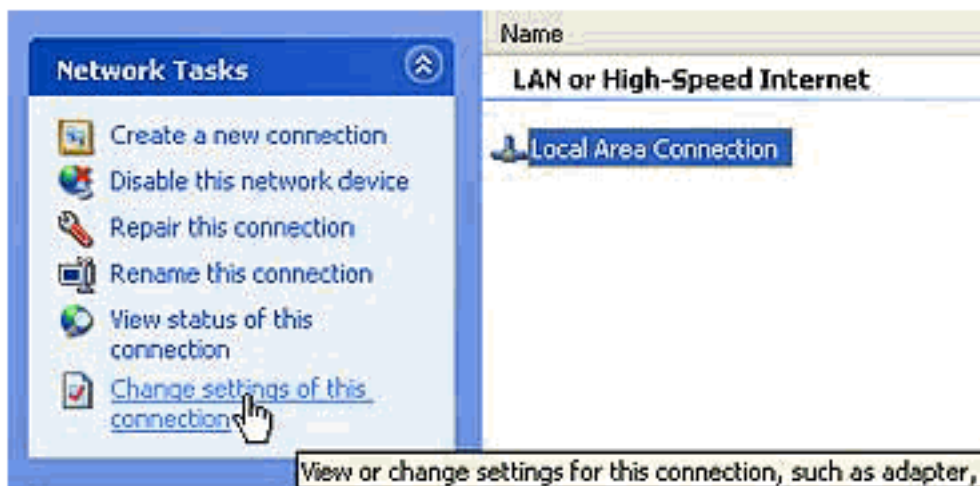 Network Tasks
Create a new connection
Disable this network device
Repair this connection
Rename this connection
View status of this
connection
Change settings of this
connection
Name
LAN or High-Speed Internet
Local Area Connection
View or change settings for this connection, such as adapter,